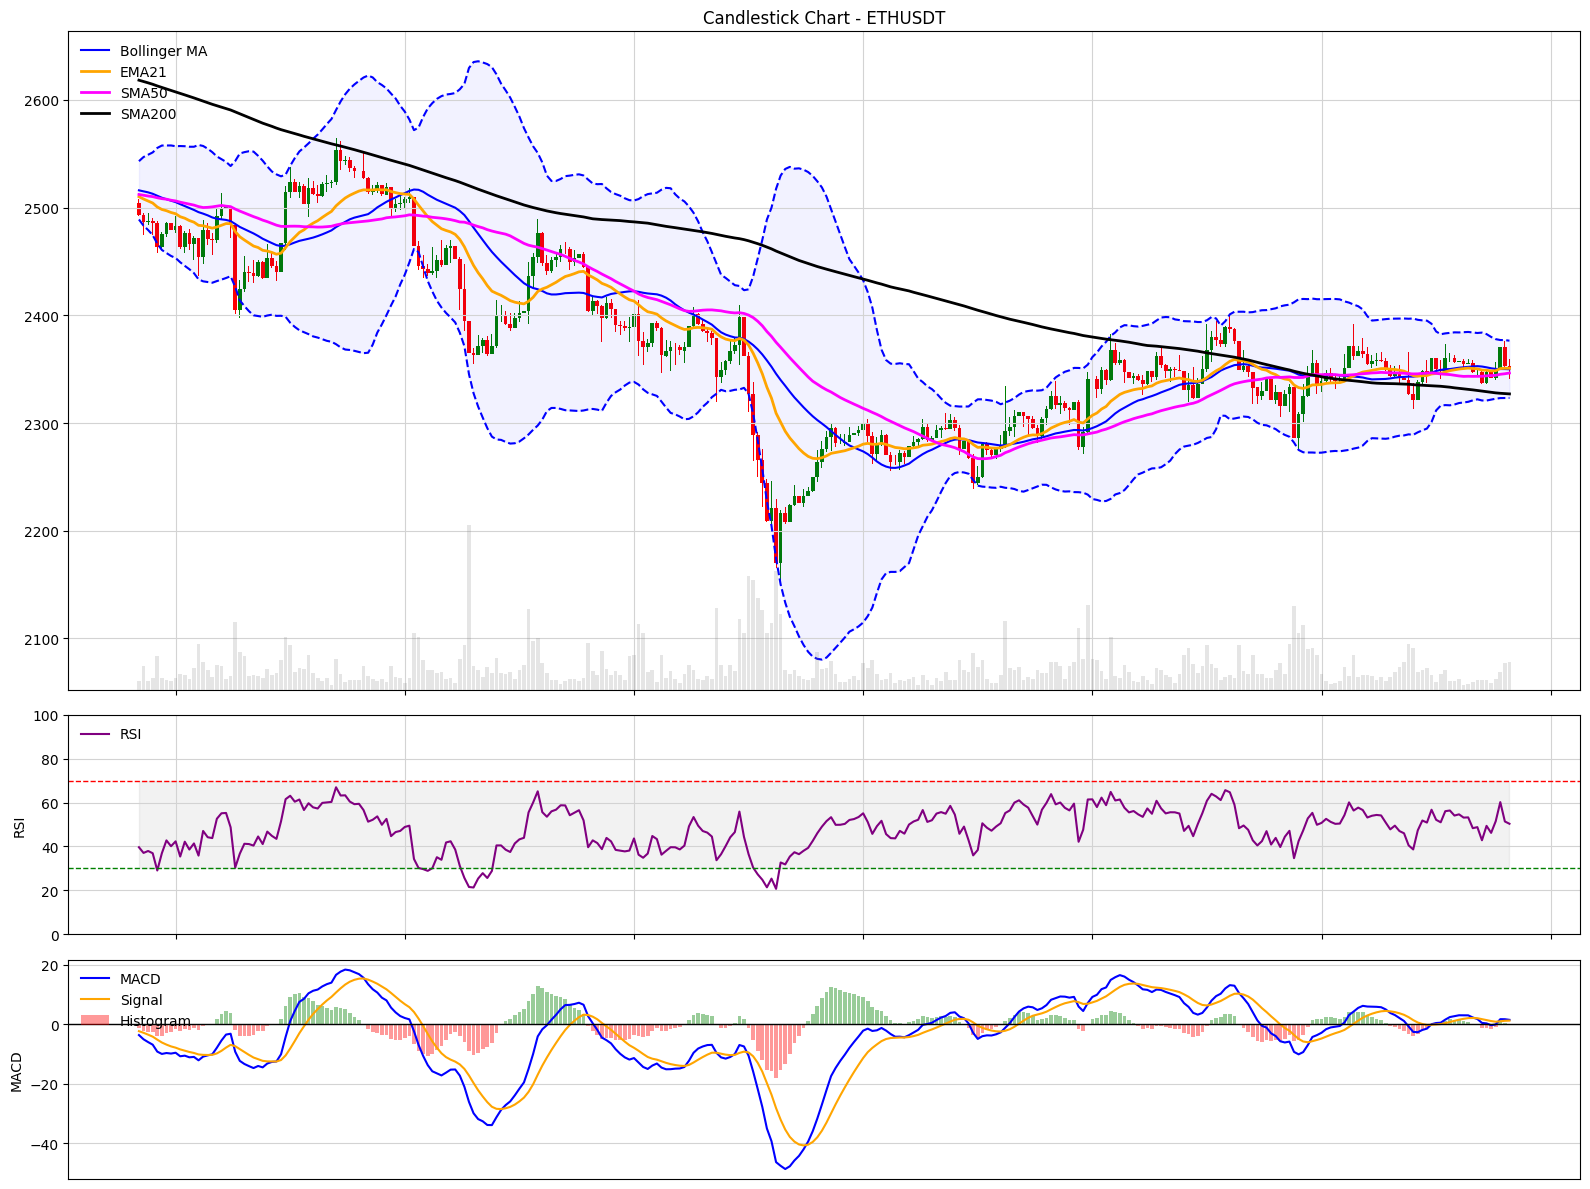 Candlestick Chart - ETHUSDT
Bollinger MA
EMA21
SMA50
SMA200
2600
2500
2400
2300
2200
2100
RSI
100
80
60
40
20
0
RSI
MACD
Signal
Histogram
20
0
−20
−40
MACD